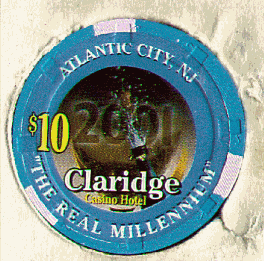 ATLANTIC CITY, NJ
$10
2001
Claridge
Casino Hotel
"THE REAL MILLENNIUM"